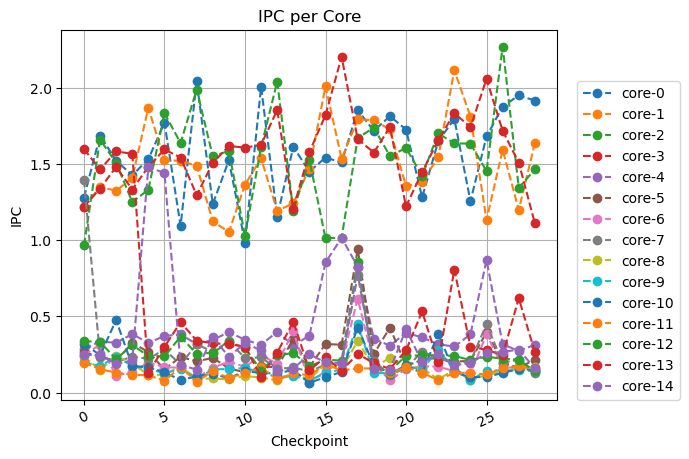 IPC per Core
IPC
2.0
1.5
1.0
0.5
0.0
0
5
10
15
20
25
Checkpoint
core-0
core-1
core-2
core-3
core-4
core-5
core-6
core-7
core-8
core-9
core-10
core-11
core-12
core-13
core-14